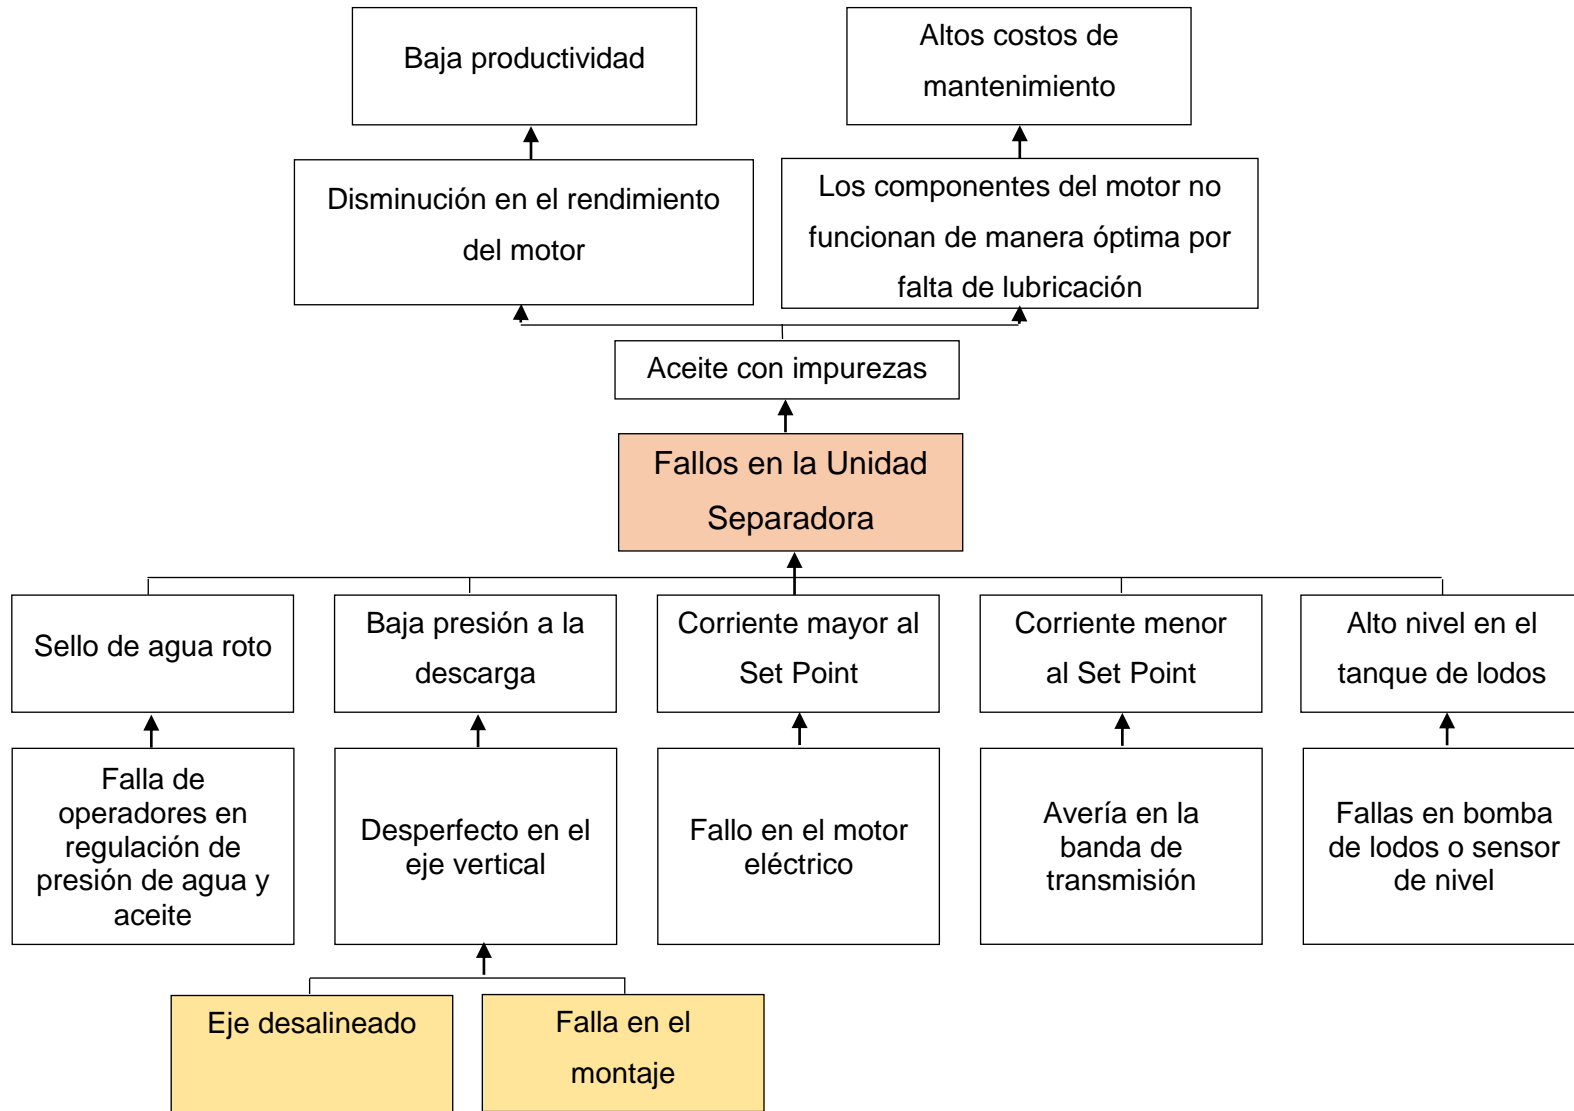 Baja productividad
Altos costos de
mantenimiento
Disminución en el rendimiento
del motor
Los componentes del motor no
funcionan de manera óptima por
falta de lubricación
Aceite con impurezas
Fallos en la Unidad
Separadora
Sello de agua roto
Baja presión a la
descarga
Corriente mayor al
Set Point
Corriente menor
al Set Point
Alto nivel en el
tanque de lodos
Falla de
operadores en
regulación de
presión de agua y
aceite
Desperfecto en el
eje vertical
Fallo en el motor
eléctrico
Avería en la
banda de
transmisión
Fallas en bomba
de lodos o sensor
de nivel
Eje desalineado
Falla en el
montaje